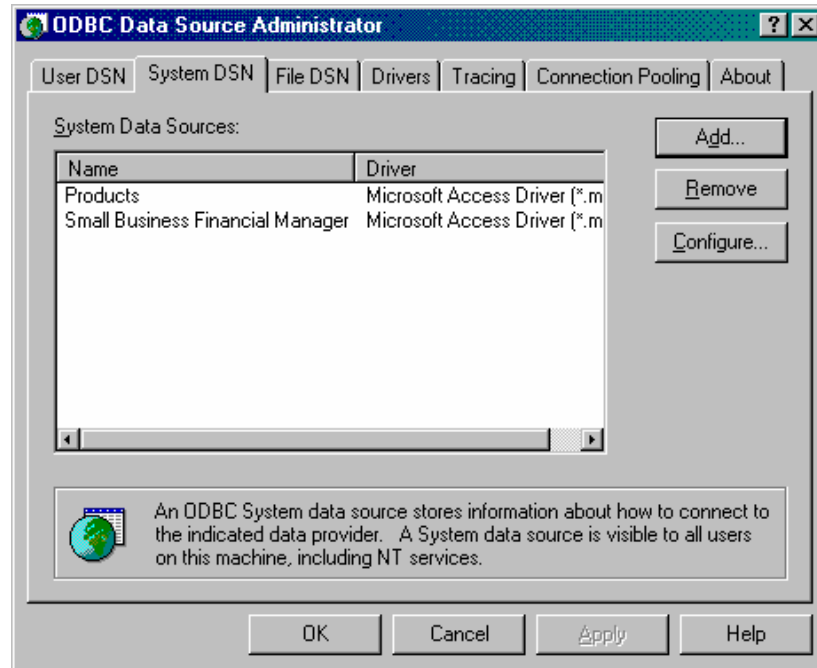 ODBC Data Source Administrator
User DSN System DSN File DSN Drivers Tracing Connection Pooling About
System Data Sources:
Add...
Name Driver
Products Microsoft Access Driver (*.m
Remove
Small Business Financial Manager Microsoft Access Driver (*.m
Configure...
An ODBC System data source stores information about how to connect to
the indicated data provider. A System data source is visible to all users
on this machine, including NT services.
OK Cancel Apply Help